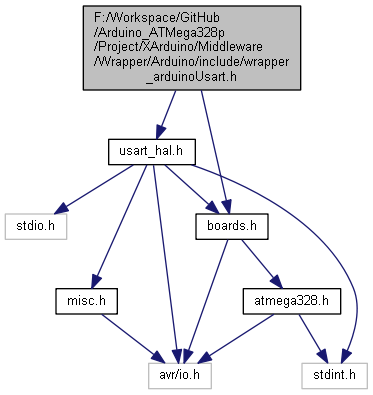 F:/Workspace/GitHub
/Arduino_ATMega328p
/Project/XArduino/Middleware
/Wrapper/Arduino/include/wrapper
_arduinoUsart.h
usart_hal.h
stdio.h
boards.h
misc.h
atmega328.h
avr/io.h
stdint.h